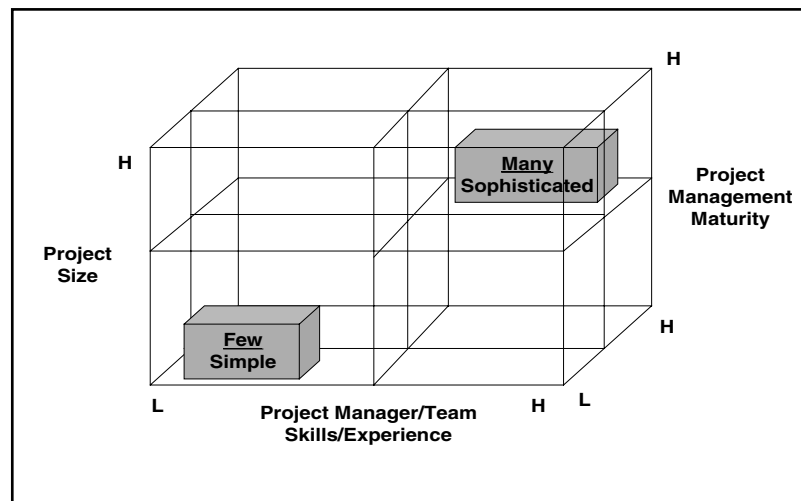 H
H
Many
Sophisticated
Project
Management
Maturity
Project
Size
Few
Simple
H
L
Project Manager/Team
Skills/Experience
H
L